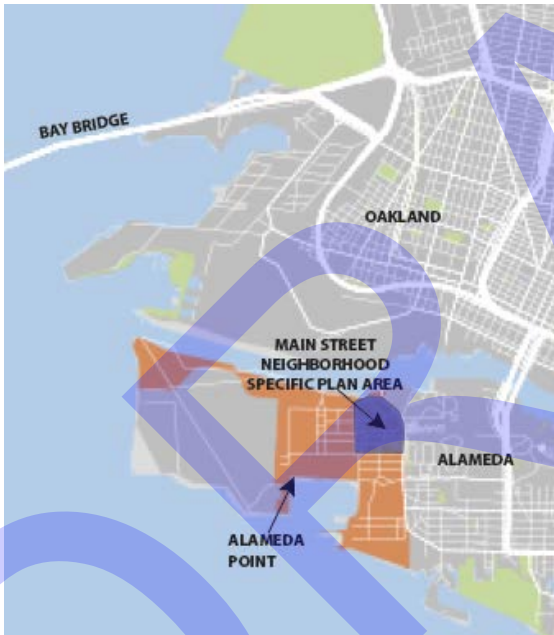 BAY BRIDGE
OAKLAND
MAIN STREET
NEIGHBORHOOD
SPECIFIC PLAN AREA
ALAMEDA
ALAMEDA
POINT